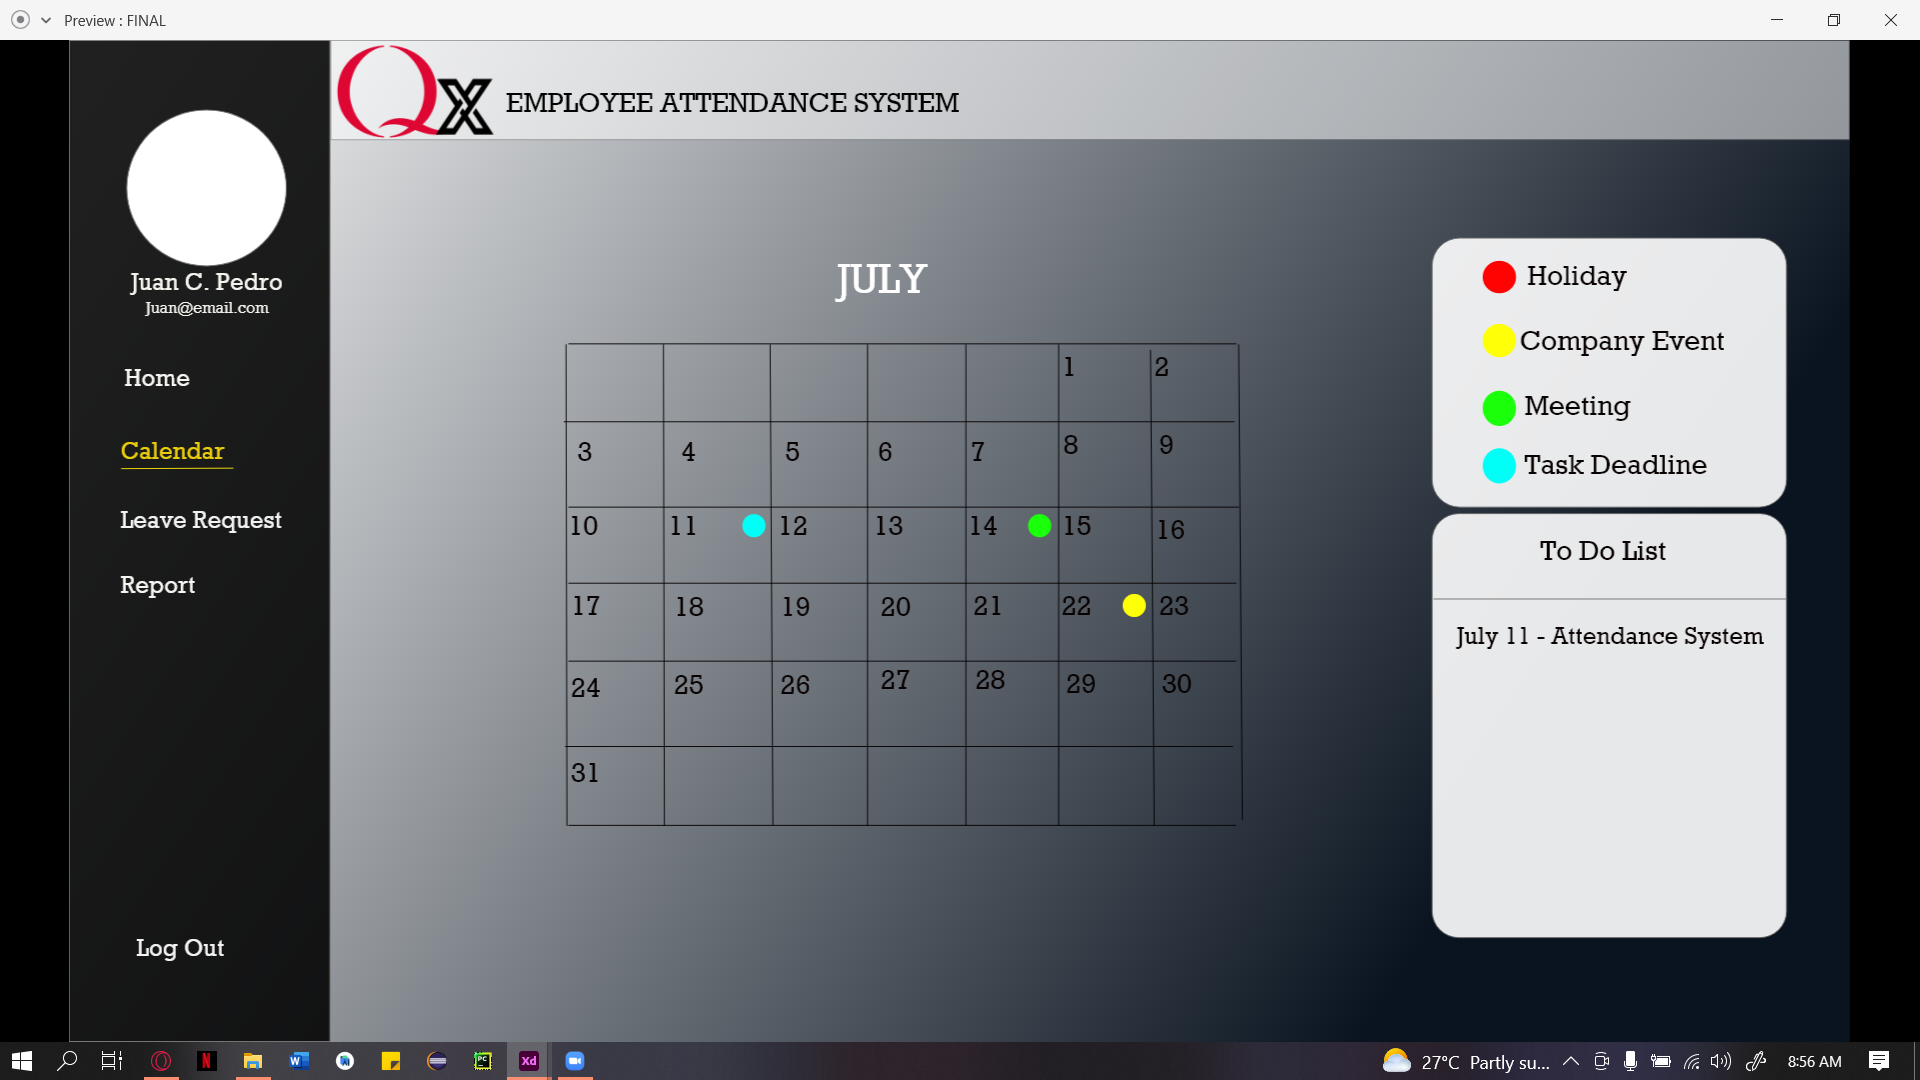 Preview : FINAL
QX EMPLOYEE ATTENDANCE SYSTEM
Juan C. Pedro
Juan@email.com
Home
Calendar
Leave Request
Report
Log Out
JULY
1 2
3 4 5 6 7 8 9
10 11 12 13 14 15 16
17 18 19 20 21 22 23
24 25 26 27 28 29 30
31
Holiday
Company Event
Meeting
Task Deadline
To Do List
July 11 - Attendance System
N W PC Xd 27°C Partly su... 8:56 AM